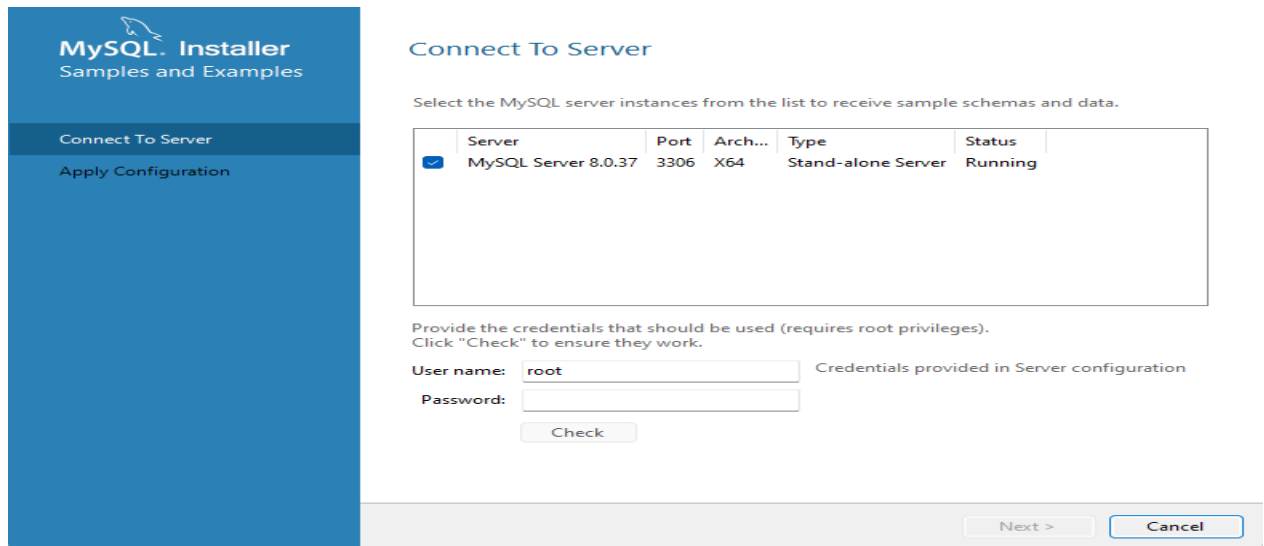 MySQL. Installer
Samples and Examples
Connect To Server
Apply Configuration
Connect To Server
Select the MySQL server instances from the list to receive sample schemas and data.
Server Port Arch... Type Status
MySQL Server 8.0.37 3306 X64 Stand-alone Server Running
Provide the credentials that should be used (requires root privileges).
Click "Check" to ensure they work.
User name: root Credentials provided in Server configuration
Password:
Check
Next > Cancel